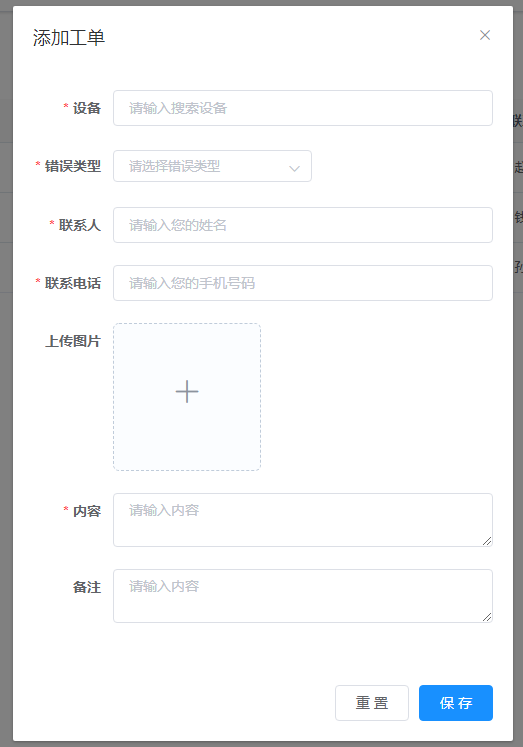 添加工单
* 设备 请输入搜索设备
* 错误类型 请选择错误类型
* 联系人 请输入您的姓名
* 联系电话 请输入您的手机号码
上传图片
* 内容 请输入内容
备注 请输入内容
重 置 保 存